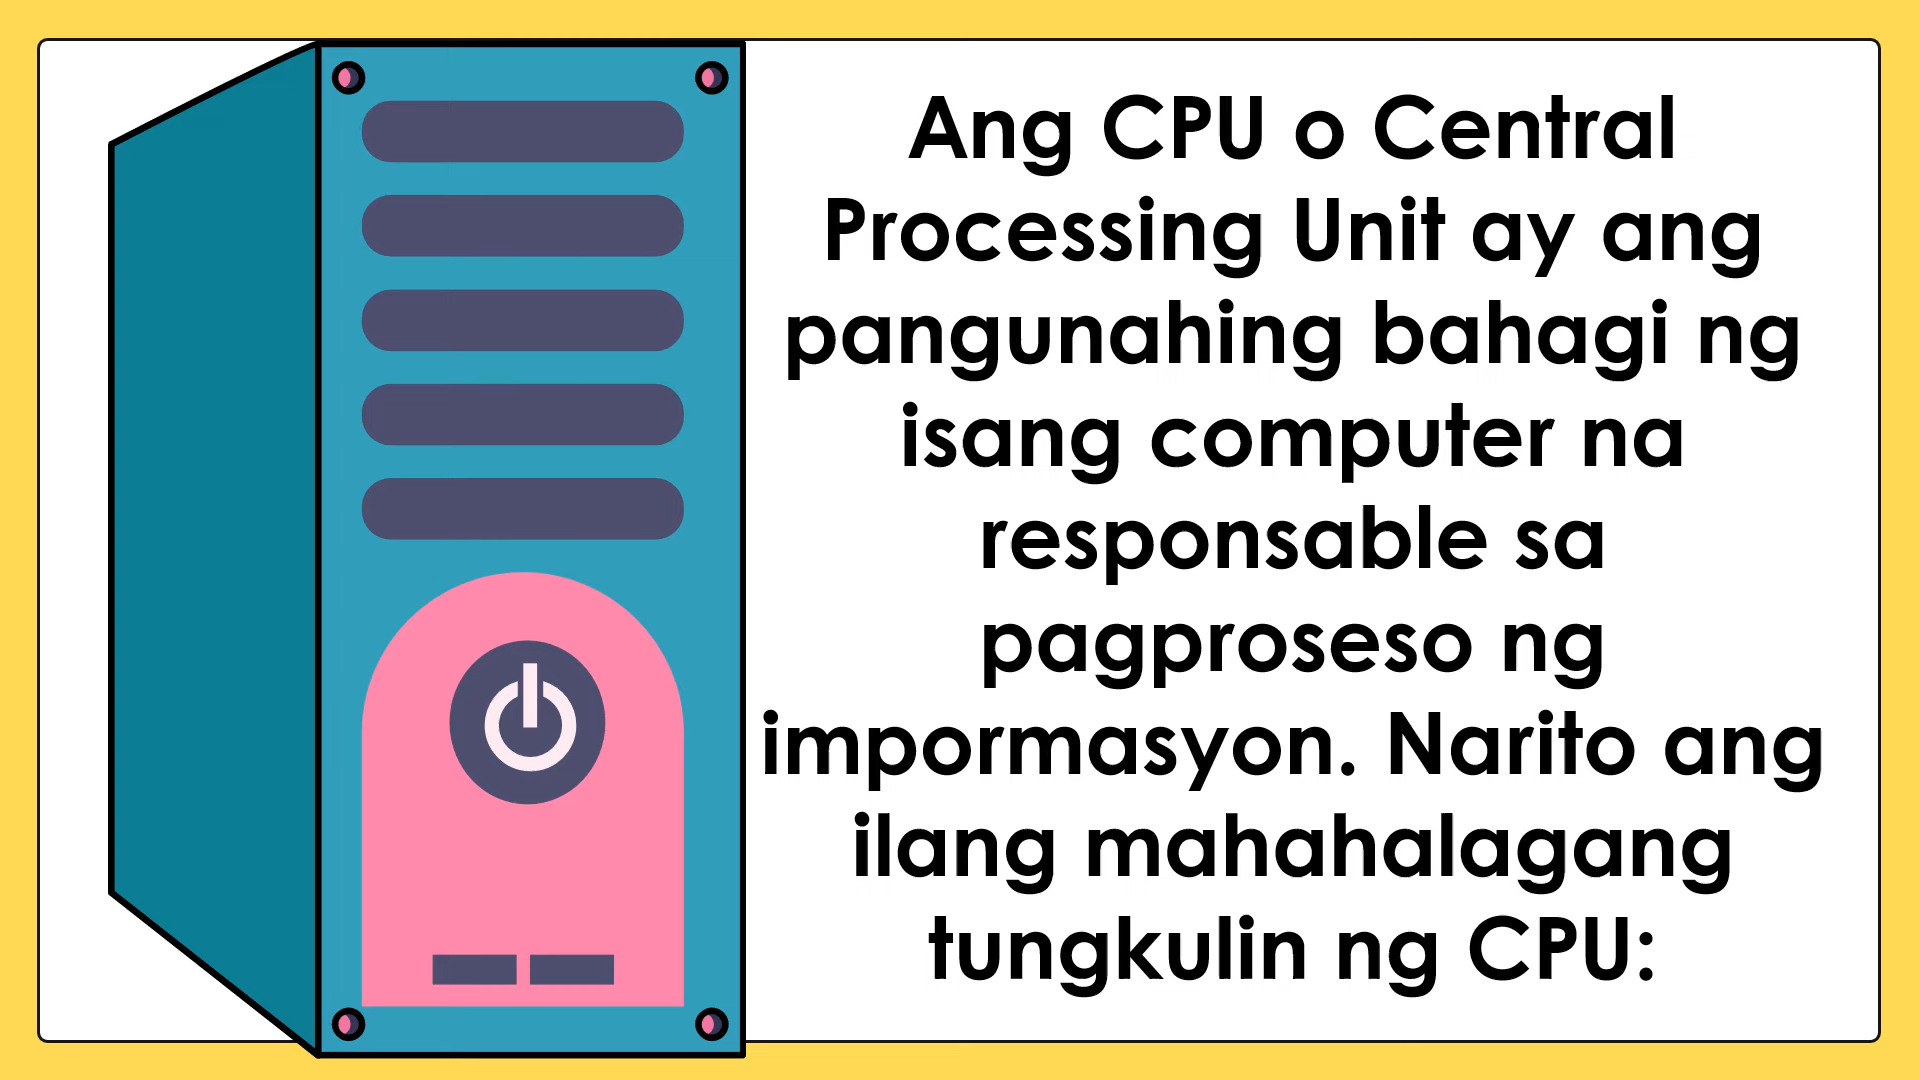 Ang CPU o Central
Processing Unit ay ang
pangunahing bahagi ng
isang computer na
responsable sa
pagproseso ng
impormasyon. Narito ang
ilang mahahalagang
tungkulin ng CPU: